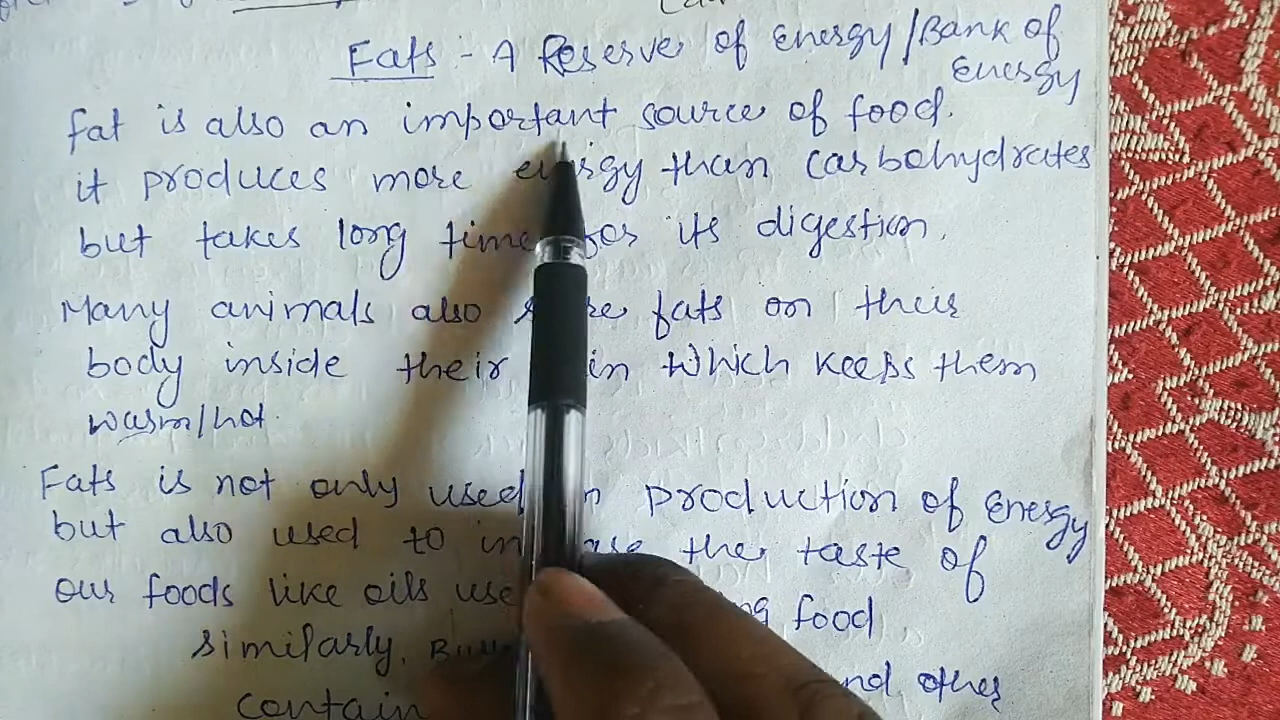 Fats :- A Reserve of Energy/Bank of Energy
fat is also an important source of food.
it produces more energy than carbohydrates
but takes long time for its digestion.
Many animals also fats on their
body inside their which keeps them
warm/hot.
Fats is not only used production of energy
but also used to the taste of
our foods like oils food.
similarly,
contain and other